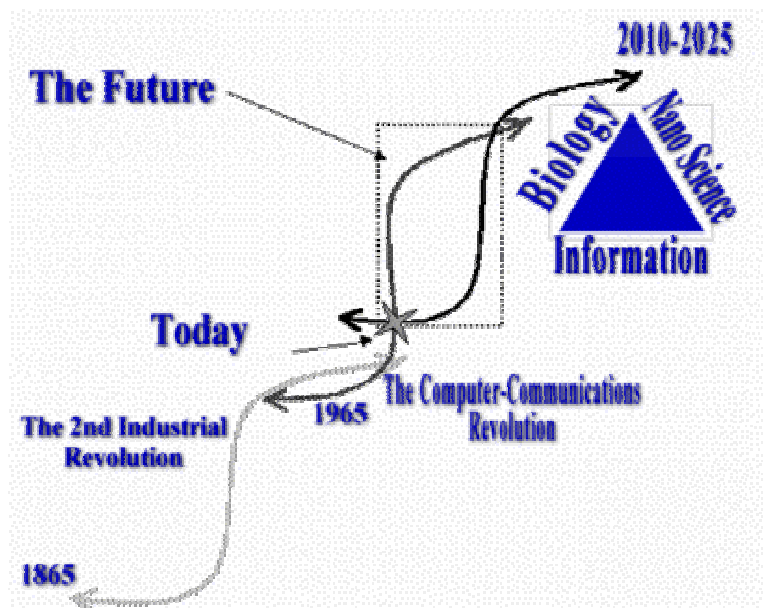 2010-2025
The Future
Biology
Nano Science
Information
Today
The Computer-Communications
Revolution
1965
The 2nd Industrial
Revolution
1865